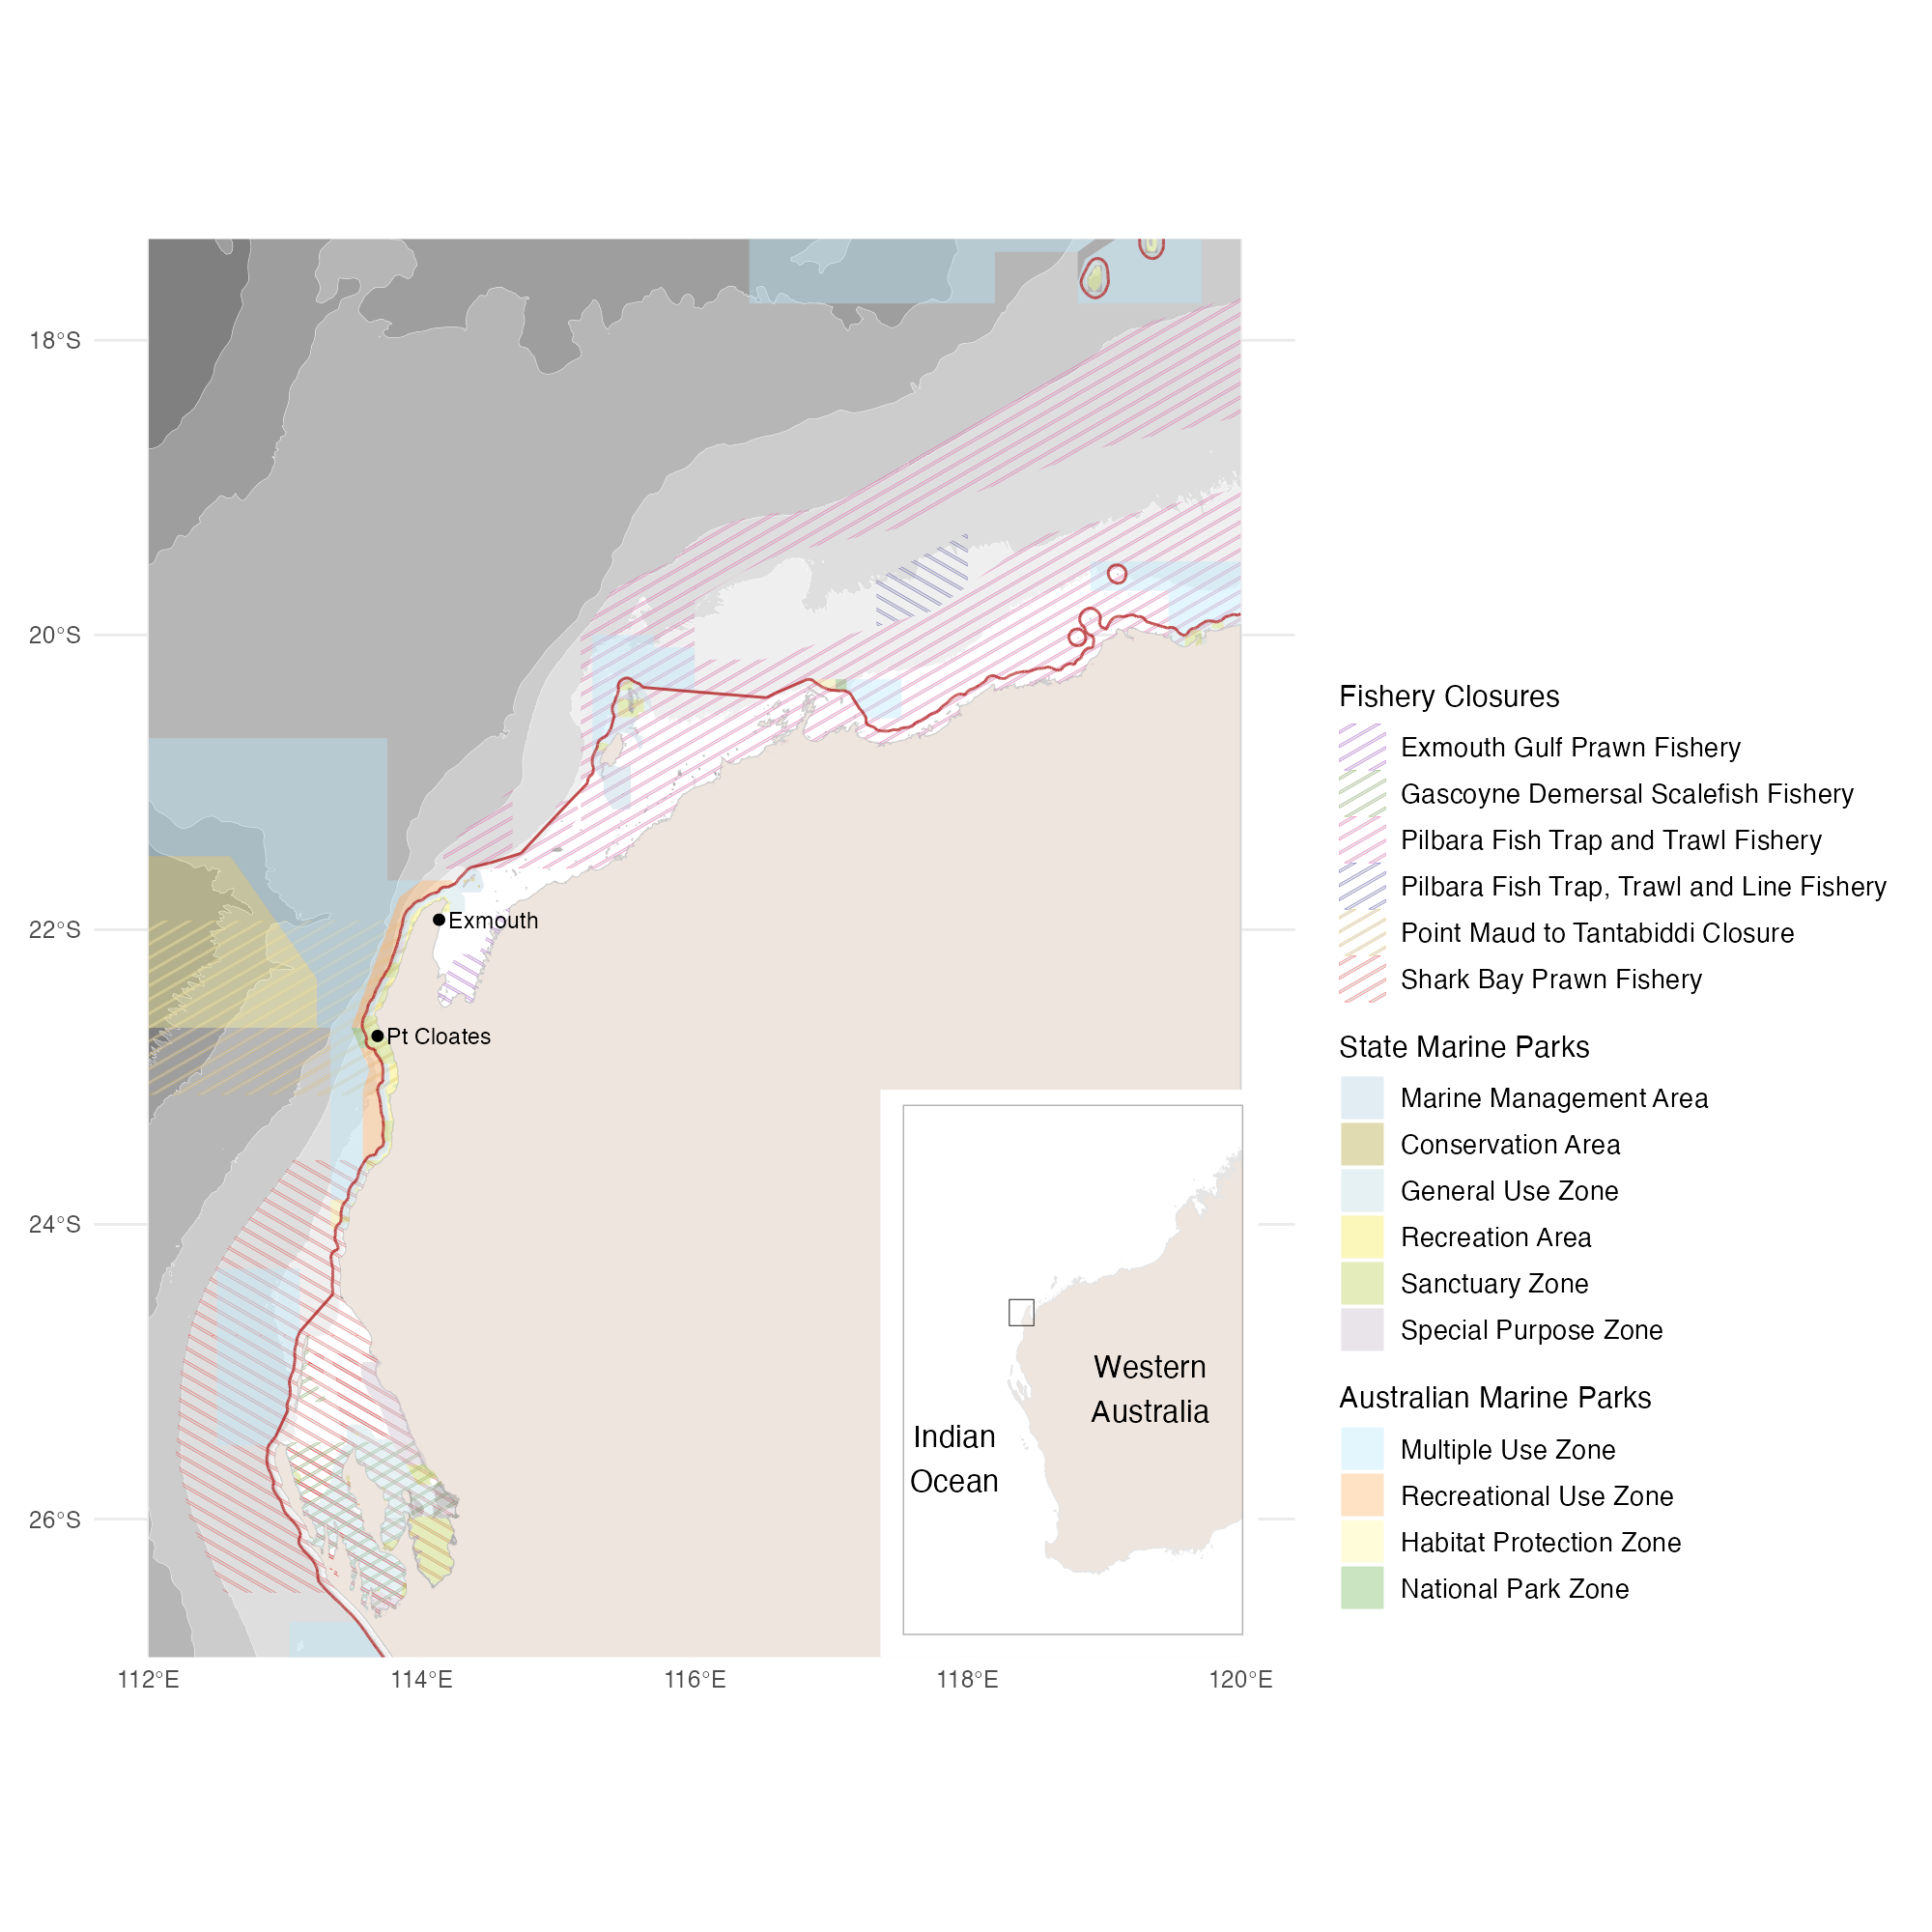 18°S
20°S
22°S
24°S
26°S
112°E
114°E
116°E
118°E
120°E
Exmouth
Pt Cloates
Western
Australia
Indian
Ocean
Fishery Closures
Exmouth Gulf Prawn Fishery
Gascoyne Demersal Scalefish Fishery
Pilbara Fish Trap and Trawl Fishery
Pilbara Fish Trap, Trawl and Line Fishery
Point Maud to Tantabiddi Closure
Shark Bay Prawn Fishery
State Marine Parks
Marine Management Area
Conservation Area
General Use Zone
Recreation Area
Sanctuary Zone
Special Purpose Zone
Australian Marine Parks
Multiple Use Zone
Recreational Use Zone
Habitat Protection Zone
National Park Zone